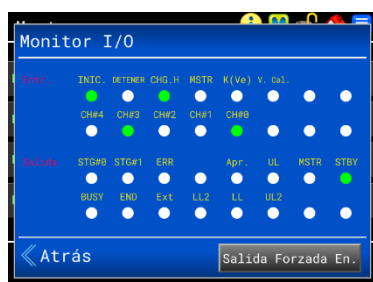 Monitor I/O
Entr. INIC. DETENER CHG.H MSTR K(Ve) V. Cal.
CH#4 CH#3 CH#2 CH#1 CH#0
Salida STG#0 STG#1 ERR Apr. UL MSTR STBY
BUSY END Ext LL2 LL UL2
Atrás Salida Forzada En.